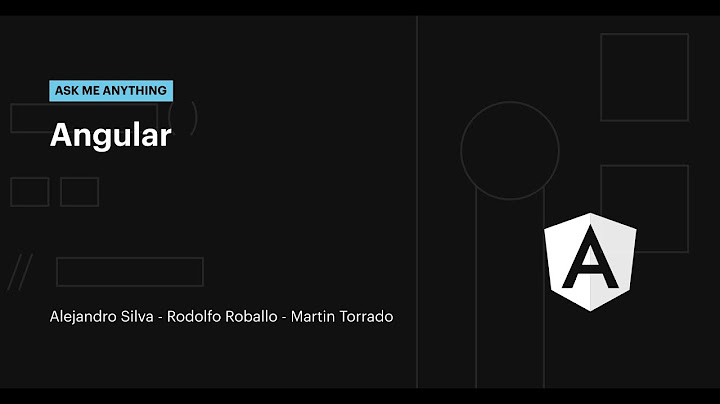 ASK ME ANYTHING
Angular
A
Alejandro Silva - Rodolfo Roballo - Martin Torrado